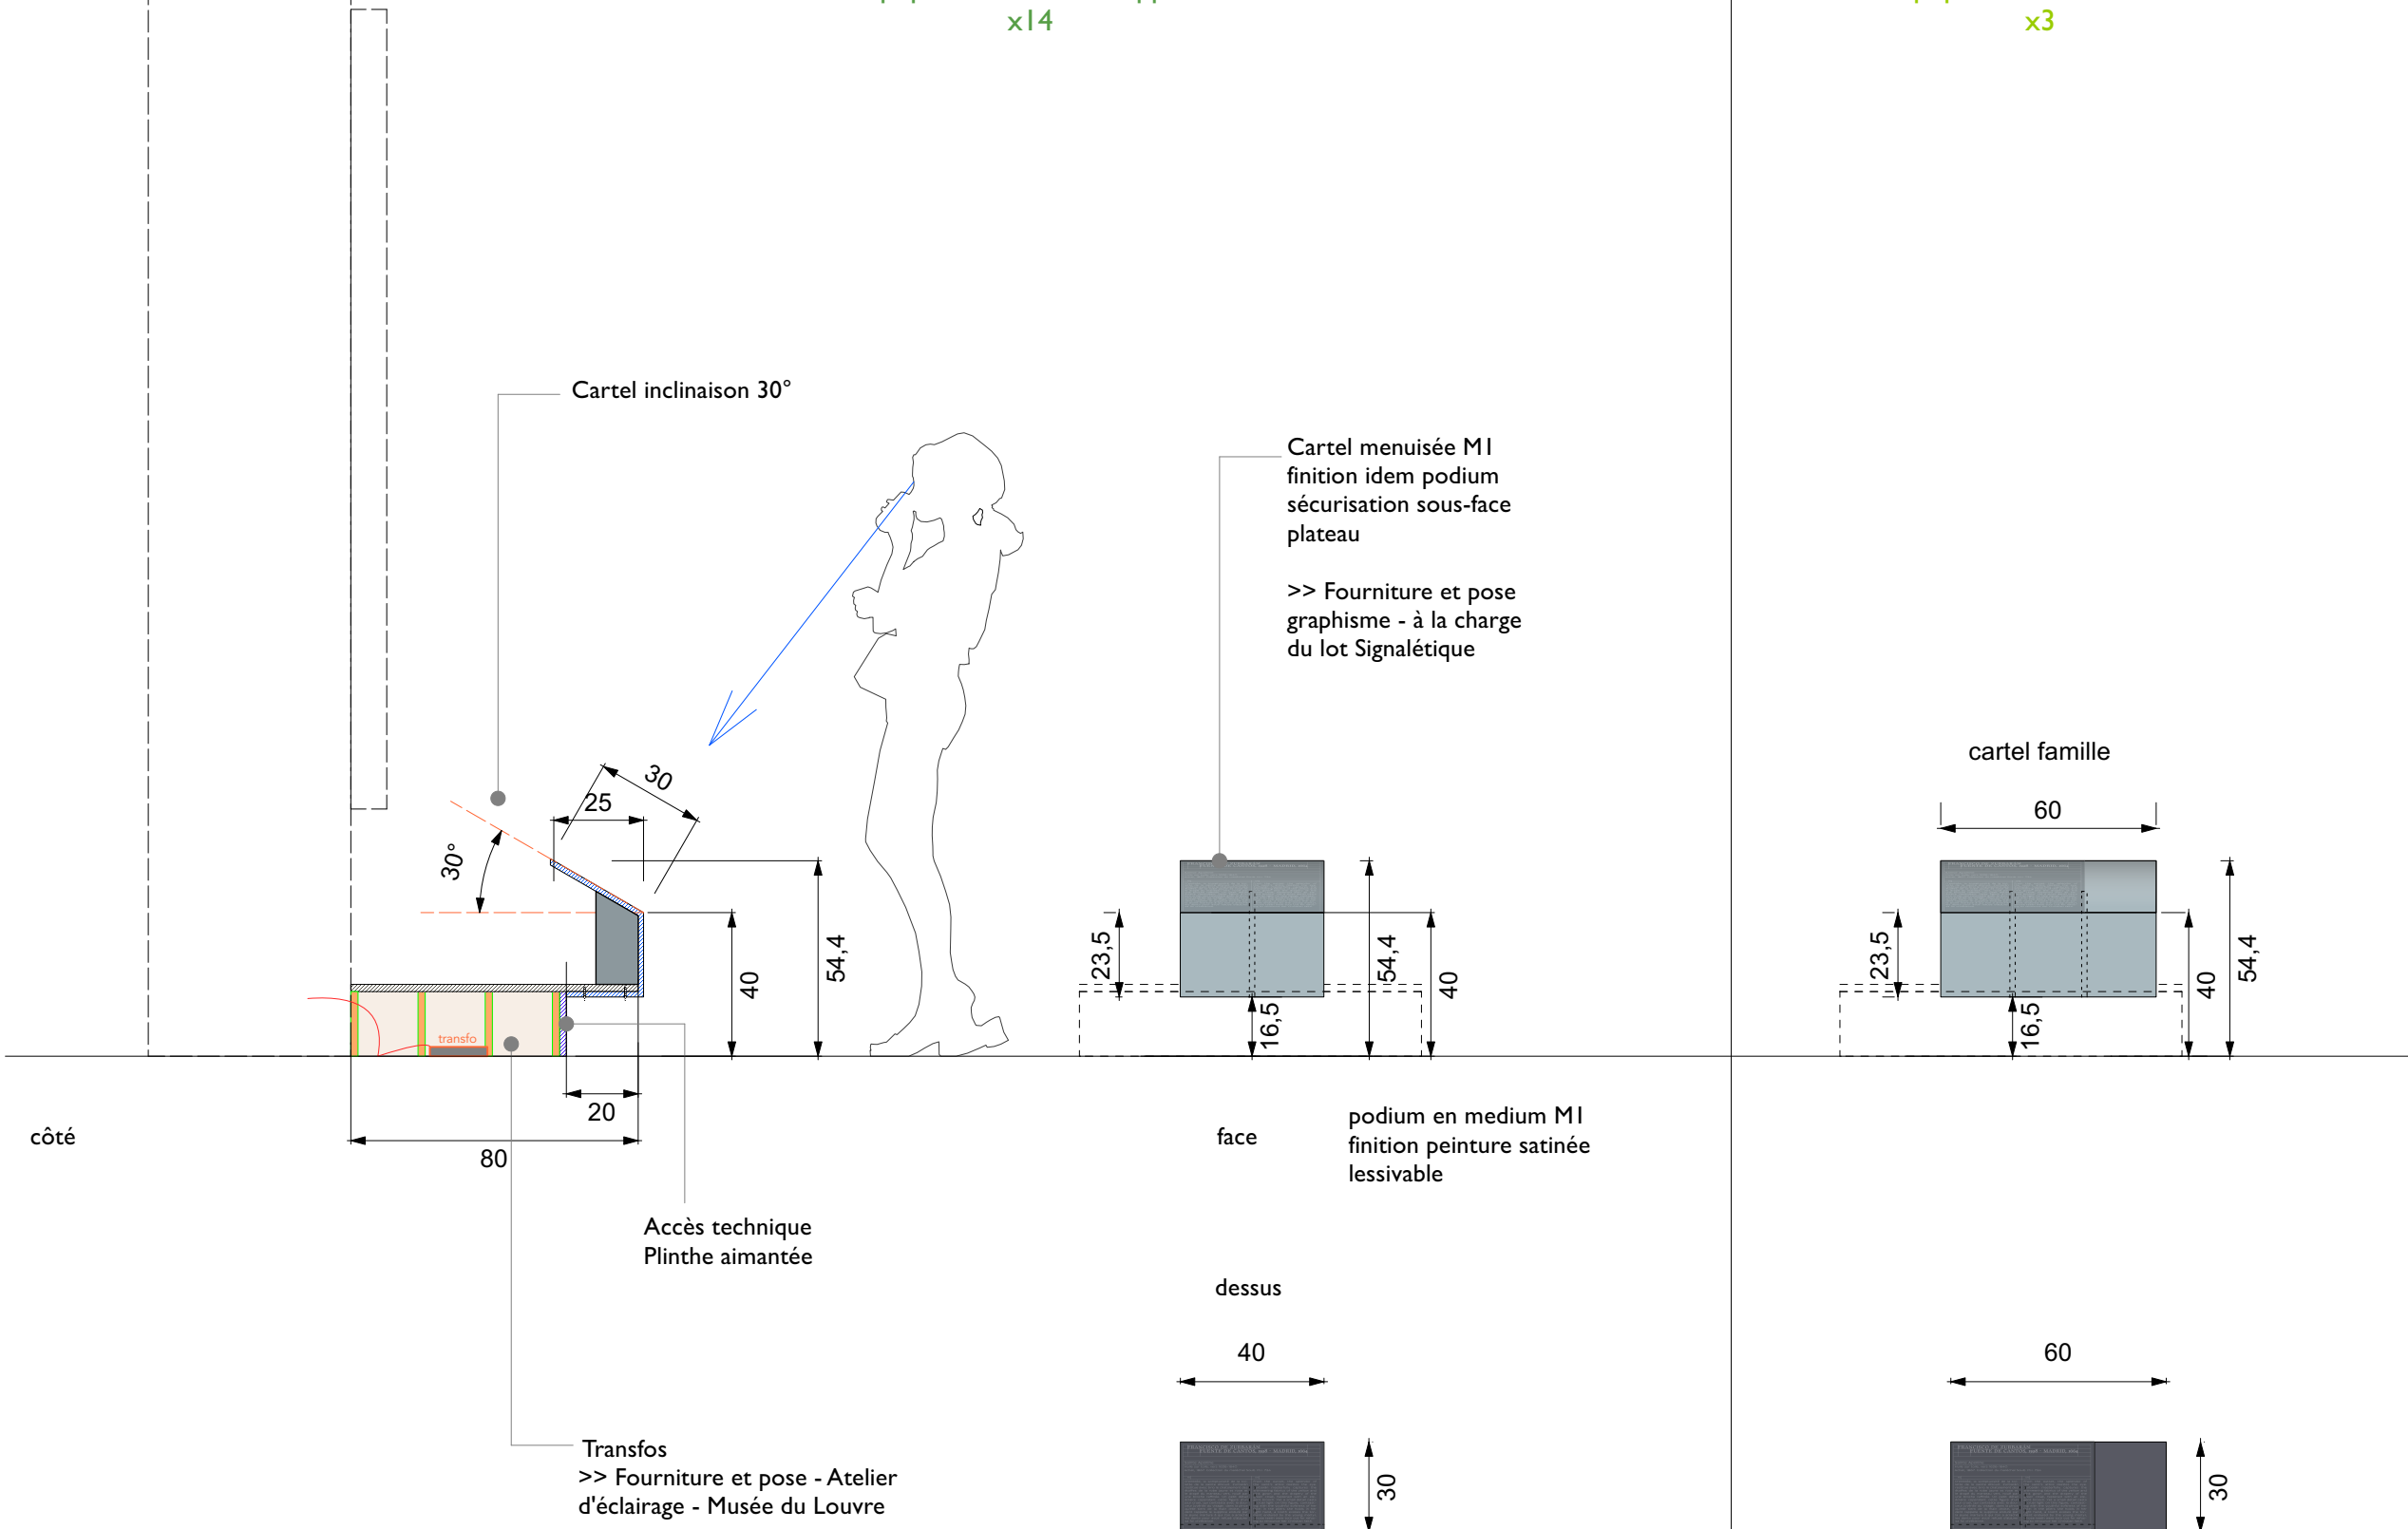 x14
x3
Cartel inclinaison 30°
Cartel menuisée M1
finition idem podium
sécurisation sous-face
plateau
>> Fourniture et pose
graphisme - à la charge
du lot Signalétique
cartel famille
60
30
25
30°
40
54,4
23,5
54,4
40
16,5
23,5
40
54,4
16,5
transfo
20
80
côté
face
podium en medium M1
finition peinture satinée
lessivable
Accès technique
Plinthe aimantée
dessus
40
60
Transfos
>> Fourniture et pose - Atelier
d'éclairage - Musée du Louvre
30
30